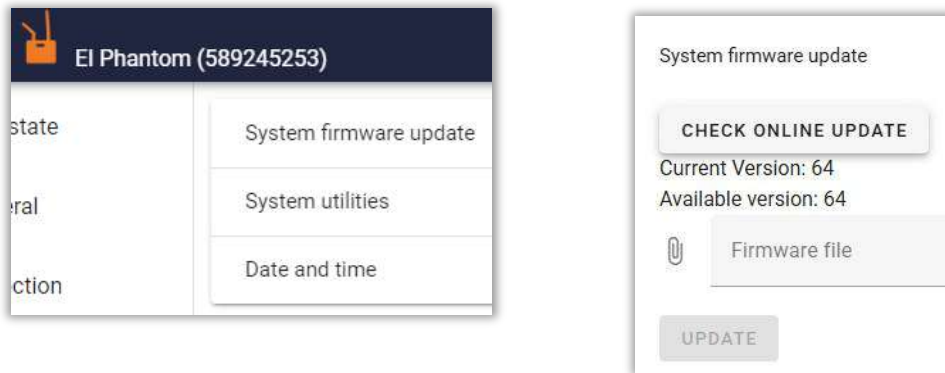 El Phantom (589245253)
state
System firmware update
System utilities
ral
Date and time
ction
System firmware update
CHECK ONLINE UPDATE
Current Version: 64
Available version: 64
Firmware file
UPDATE